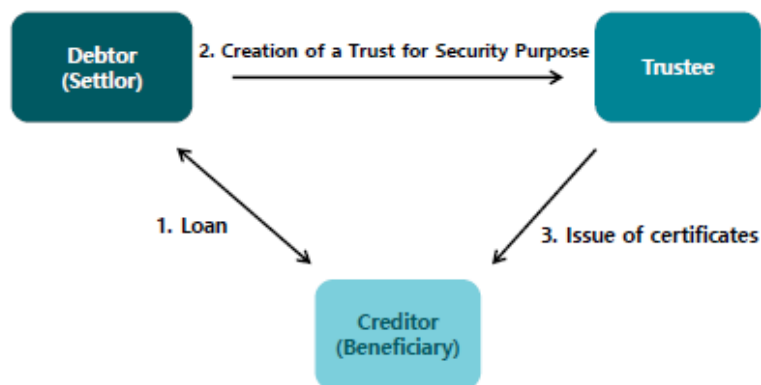 Debtor
(Settlor)
2. Creation of a Trust for Security Purpose
Trustee
1. Loan
3. Issue of certificates
Creditor
(Beneficiary)